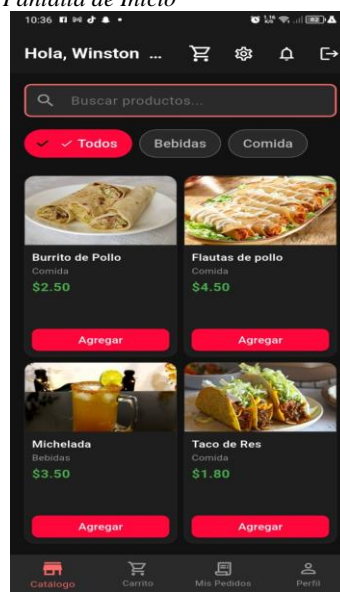 Pantalla de Inicio
10:36
Hola, Winston ...
Buscar productos...
Todos Bebidas Comida
Burrito de Pollo Flautas de pollo
Comida Comida
$2.50 $4.50
Agregar Agregar
Michelada Taco de Res
Bebidas Comida
$3.50 $1.80
Agregar Agregar
Catálogo Carrito Mis Pedidos Perfil